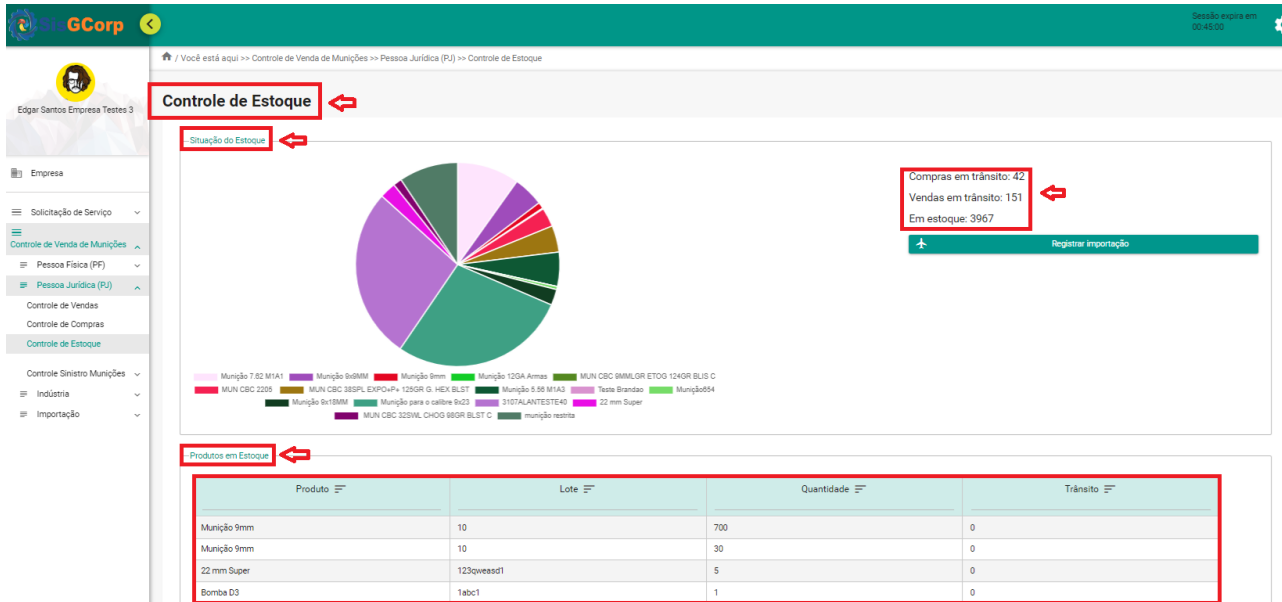 SisGCorp
Sessão expira em
00:45:00
/ Você está aqui >> Controle de Venda de Munições >> Pessoa Jurídica (PJ) >> Controle de Estoque
Edgar Santos Empresa Testes 3
Empresa
Solicitação de Serviço
Controle de Venda de Munições
Pessoa Física (PF)
Pessoa Jurídica (PJ)
Controle de Vendas
Controle de Compras
Controle de Estoque
Controle Sinistro Munições
Indústria
Importação
Controle de Estoque
Situação do Estoque
Compras em trânsito: 42
Vendas em trânsito: 151
Em estoque: 3967
Registrar importação
Munição 7.62 M1A1 Munição 9x9MM Munição 9mm Munição 12GA Armas MUN CBC 9MMLGR ETOG 124GR BLIS C
MUN CBC 2205 MUN CBC 38SPL EXPO+P+ 125GR G. HEX BLST Munição 5.56 M1A3 Teste Brandao Munição654
Munição 9x18MM Munição para o calibre 9x23 3107ALANTESTE40 22 mm Super
MUN CBC 32SWL CHOG 98GR BLST C munição restrita
Produtos em Estoque
Produto Lote Quantidade Trânsito
Munição 9mm 10 700 0
Munição 9mm 10 30 0
22 mm Super 123qweasd1 5 0
Bomba D3 1abc1 1 0